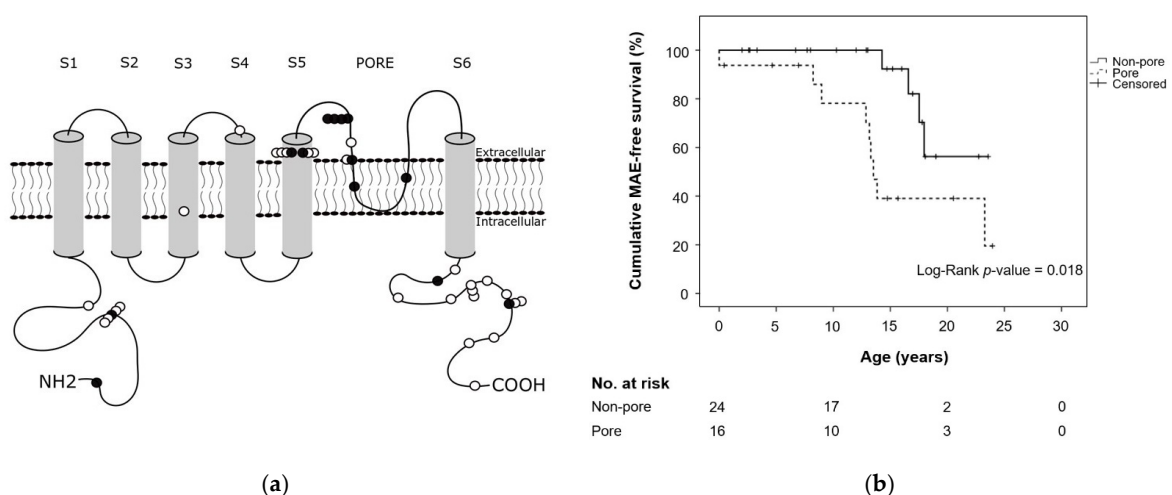 S1 S2 S3 S4 S5 PORE S6
Extracellular
Intracellular
NH2
COOH
(a)
Cumulative MAE-free survival (%)
100
80
60
40
20
0
0 5 10 15 20 25 30
Age (years)
Log-Rank p-value = 0.018
Non-pore
Pore
Censored
No. at risk
Non-pore 24 17 2 0
Pore 16 10 3 0
(b)